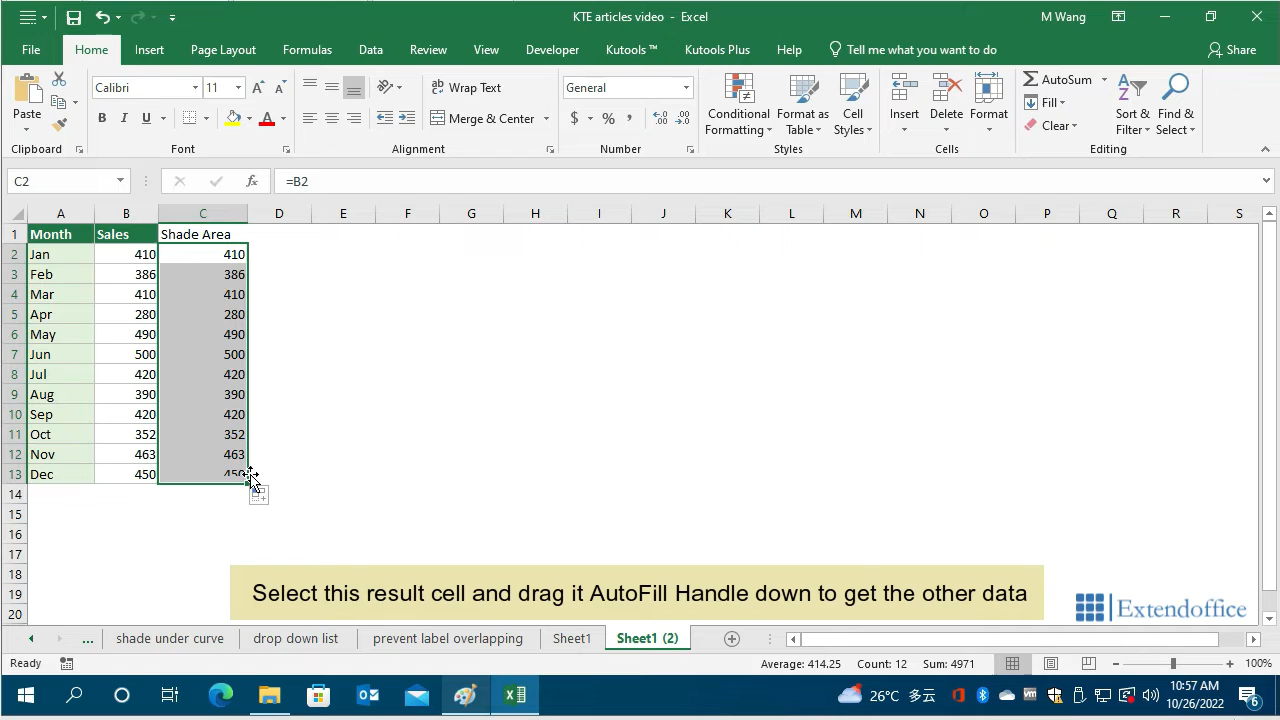 KTE articles video - Excel
M Wang
File Home Insert Page Layout Formulas Data Review View Developer Kutools ™ Kutools Plus Help Tell me what you want to do Share
Calibri 11 Wrap Text General AutoSum
Fill
Paste Conditional Formatting Format as Table Cell Styles Insert Delete Format Sort & Filter Find & Select
B I U A Merge & Center $ % , Clear
Clipboard Font Alignment Number Styles Cells Editing
C2 fx =B2
A B C D E F G H I J K L M N O P Q R S
1 Month Sales Shade Area
2 Jan 410 410
3 Feb 386 386
4 Mar 410 410
5 Apr 280 280
6 May 490 490
7 Jun 500 500
8 Jul 420 420
9 Aug 390 390
10 Sep 420 420
11 Oct 352 352
12 Nov 463 463
13 Dec 450 450
14
15
16
17
18
19
20
Select this result cell and drag it AutoFill Handle down to get the other data
Extendoffice
... shade under curve drop down list prevent label overlapping Sheet1 Sheet1 (2)
Ready Average: 414.25 Count: 12 Sum: 4971 100%
26°C 多云 10:57 AM
10/26/2022 6